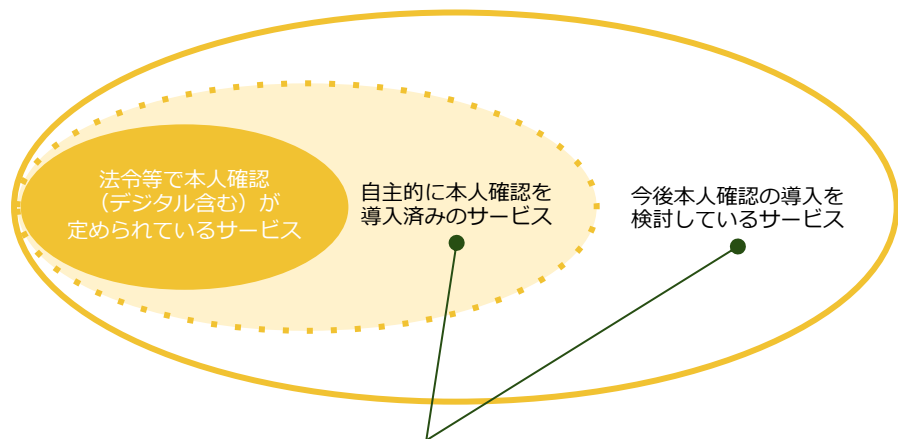 法令等で本人確認
（デジタル含む）が
定められているサービス
自主的に本人確認を
導入済みのサービス
今後本人確認の導入を
検討しているサービス